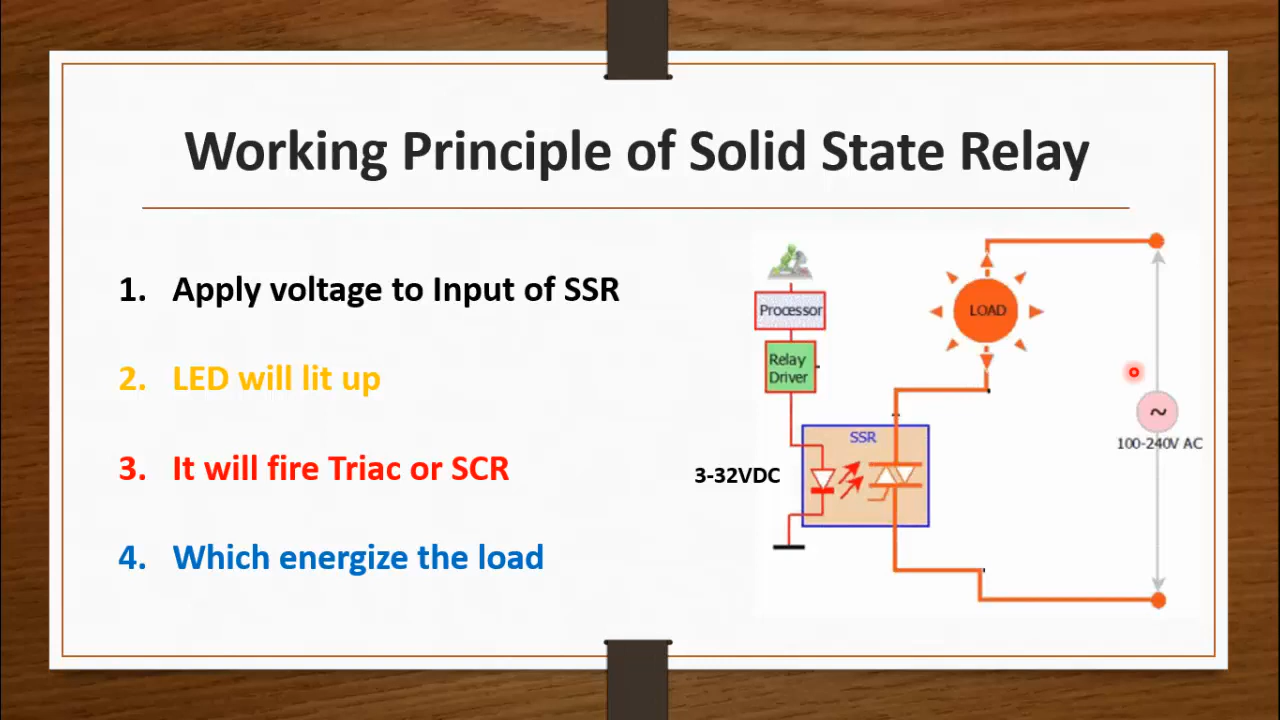 Working Principle of Solid State Relay
1. Apply voltage to Input of SSR
2. LED will lit up
3. It will fire Triac or SCR
4. Which energize the load
Processor
Relay
Driver
SSR
3-32VDC
LOAD
~
100-240V AC